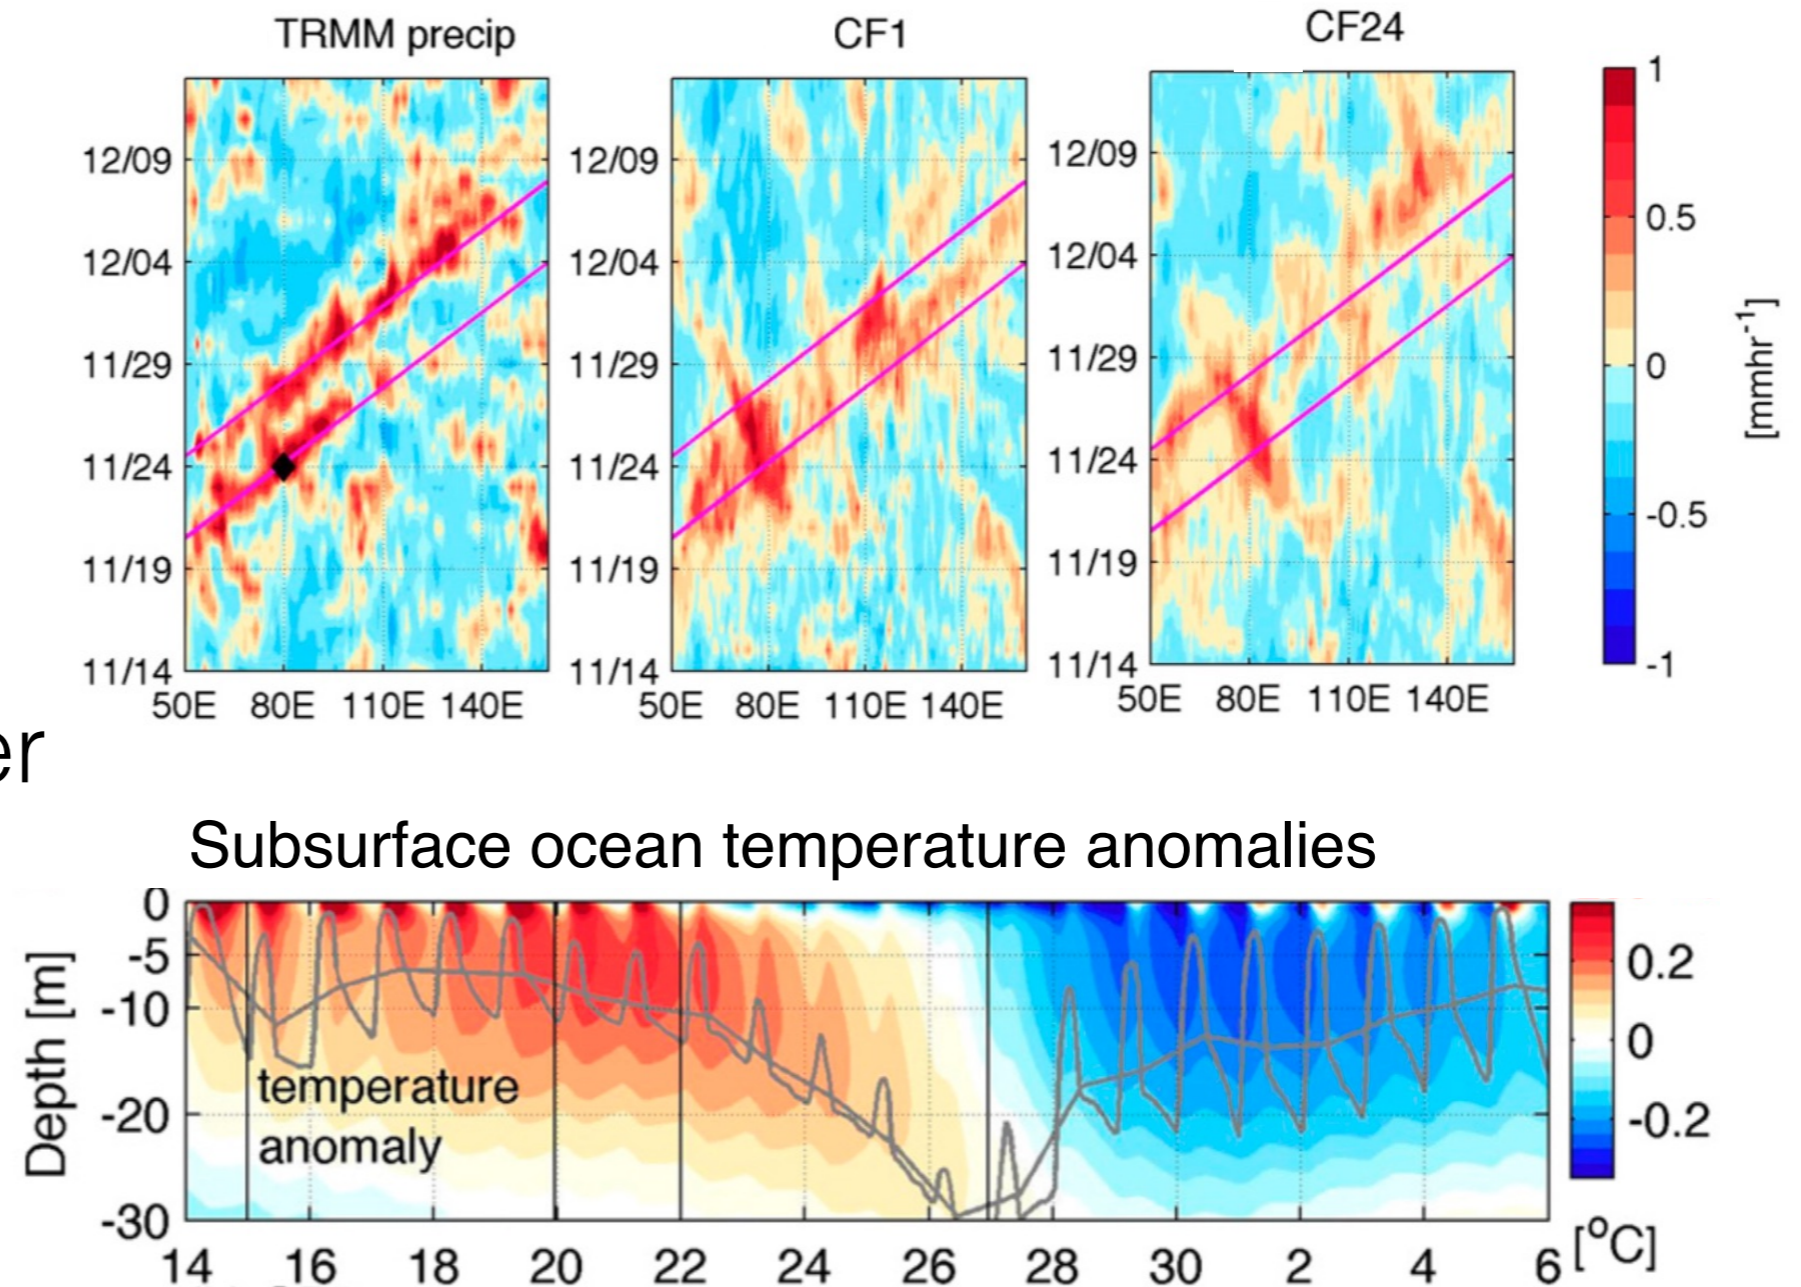 TRMM precip
CF1
CF24
12/09
12/04
11/29
11/24
11/19
11/14
50E 80E 110E 140E
12/09
12/04
11/29
11/24
11/19
11/14
50E 80E 110E 140E
12/09
12/04
11/29
11/24
11/19
11/14
50E 80E 110E 140E
1
0.5
0
-0.5
-1
[mmhr-1]
er
Subsurface ocean temperature anomalies
Depth [m]
0
-5
-10
-20
-30
temperature
anomaly
14 16 18 20 22 24 26 28 30 2 4 6
0.2
0
-0.2
[oC]